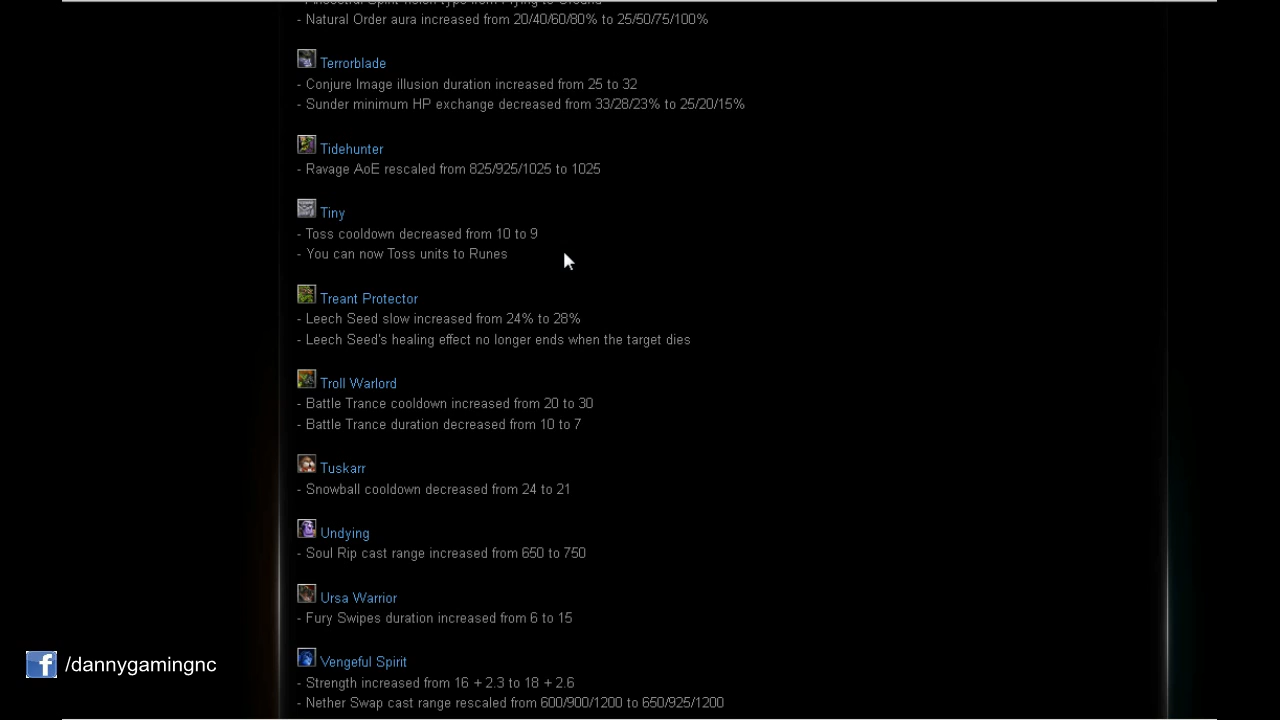 - Natural Order aura increased from 20/40/60/80% to 25/50/75/100%
Terrorblade
- Conjure Image illusion duration increased from 25 to 32
- Sunder minimum HP exchange decreased from 33/28/23% to 25/20/15%
Tidehunter
- Ravage AoE rescaled from 825/925/1025 to 1025
Tiny
- Toss cooldown decreased from 10 to 9
- You can now Toss units to Runes
Treant Protector
- Leech Seed slow increased from 24% to 28%
- Leech Seed's healing effect no longer ends when the target dies
Troll Warlord
- Battle Trance cooldown increased from 20 to 30
- Battle Trance duration decreased from 10 to 7
Tuskarr
- Snowball cooldown decreased from 24 to 21
Undying
- Soul Rip cast range increased from 650 to 750
Ursa Warrior
- Fury Swipes duration increased from 6 to 15
Vengeful Spirit
- Strength increased from 16 + 2.3 to 18 + 2.6
- Nether Swap cast range rescaled from 600/900/1200 to 650/925/1200
f /dannygamingnc